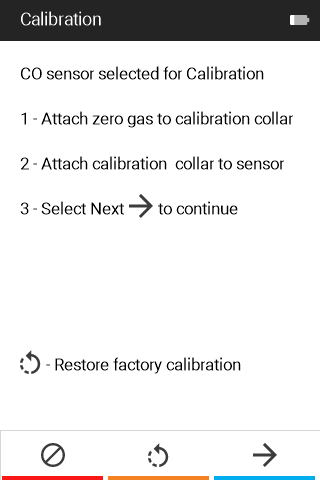 Calibration
CO sensor selected for Calibration
1 - Attach zero gas to calibration collar
2 - Attach calibration  collar to sensor
3 - Select Next → to continue
- Restore factory calibration